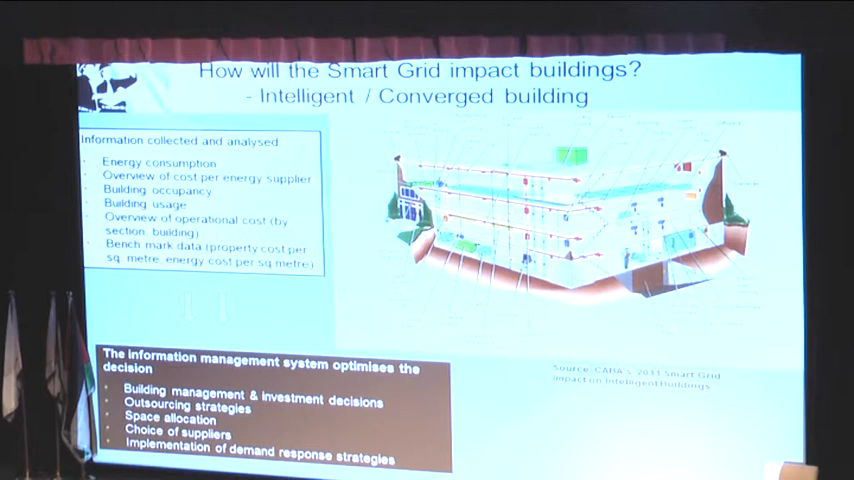 How will the Smart Grid impact buildings?
- Intelligent / Converged building
Information collected and analysed
· Energy consumption
· Overview of cost per energy supplier
· Building occupancy
· Building usage
· Overview of operational cost (by
section, building)
· Bench mark data (property cost per
sq. metre, energy cost per sq metre)
The information management system optimises the
decision
· Building management & investment decisions
· Outsourcing strategies
· Space allocation
· Choice of suppliers
· Implementation of demand response strategies
Source: CABA's 2011 Smart Grid
impact on Intelligent Buildings